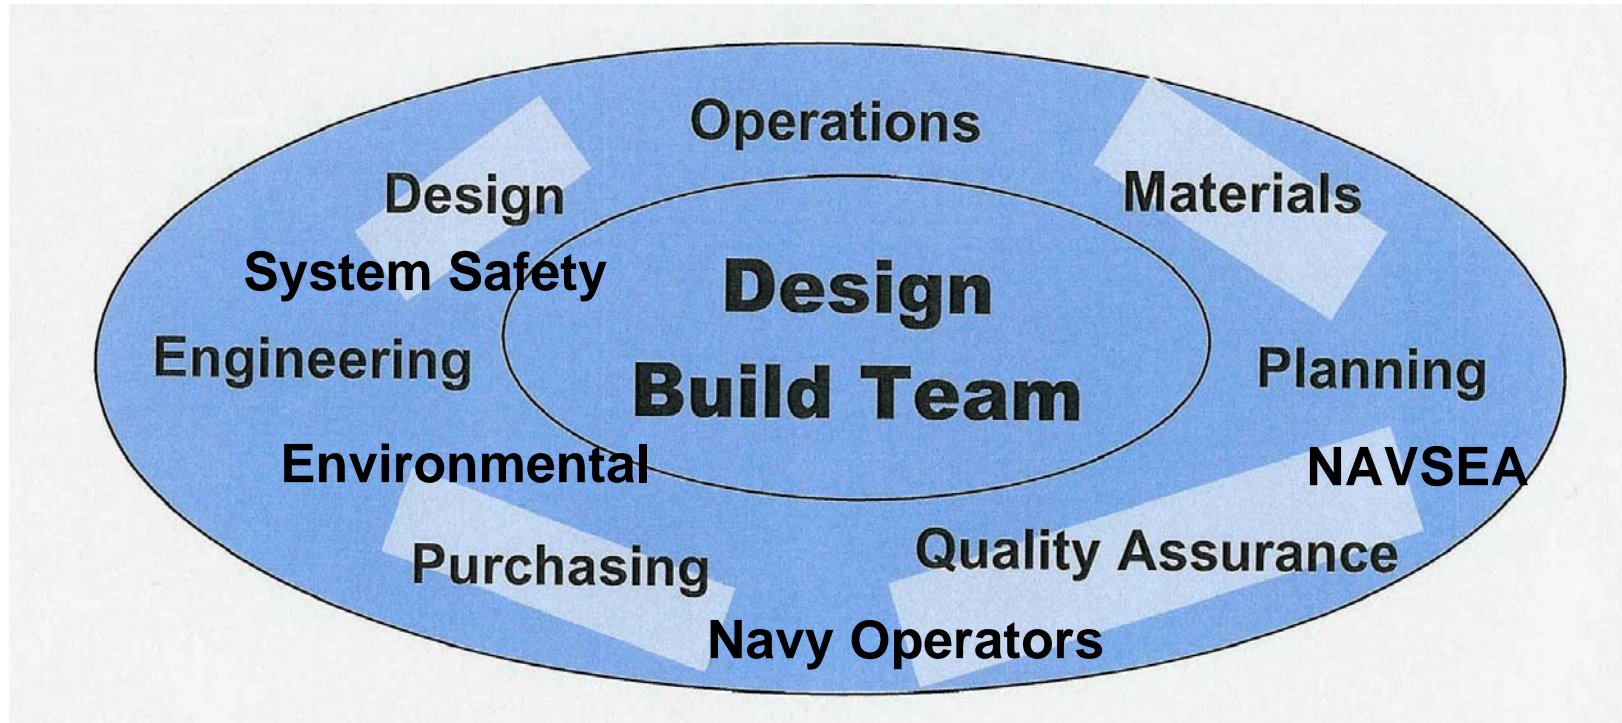 Operations
Design
Materials
System Safety
Design
Build Team
Engineering
Planning
Environmental
NAVSEA
Quality Assurance
Purchasing
Navy Operators